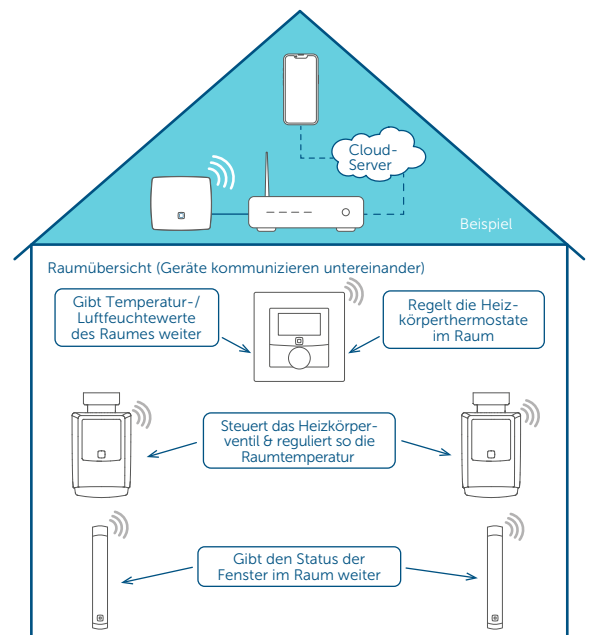 Cloud-
Server
Beispiel
Raumübersicht (Geräte kommunizieren untereinander)
Gibt Temperatur-/
Luftfeuchtewerte
des Raumes weiter
Regelt die Heiz-
körperthermostate
im Raum
Steuert das Heizkörper-
ventil & reguliert so die
Raumtemperatur
Gibt den Status der
Fenster im Raum weiter